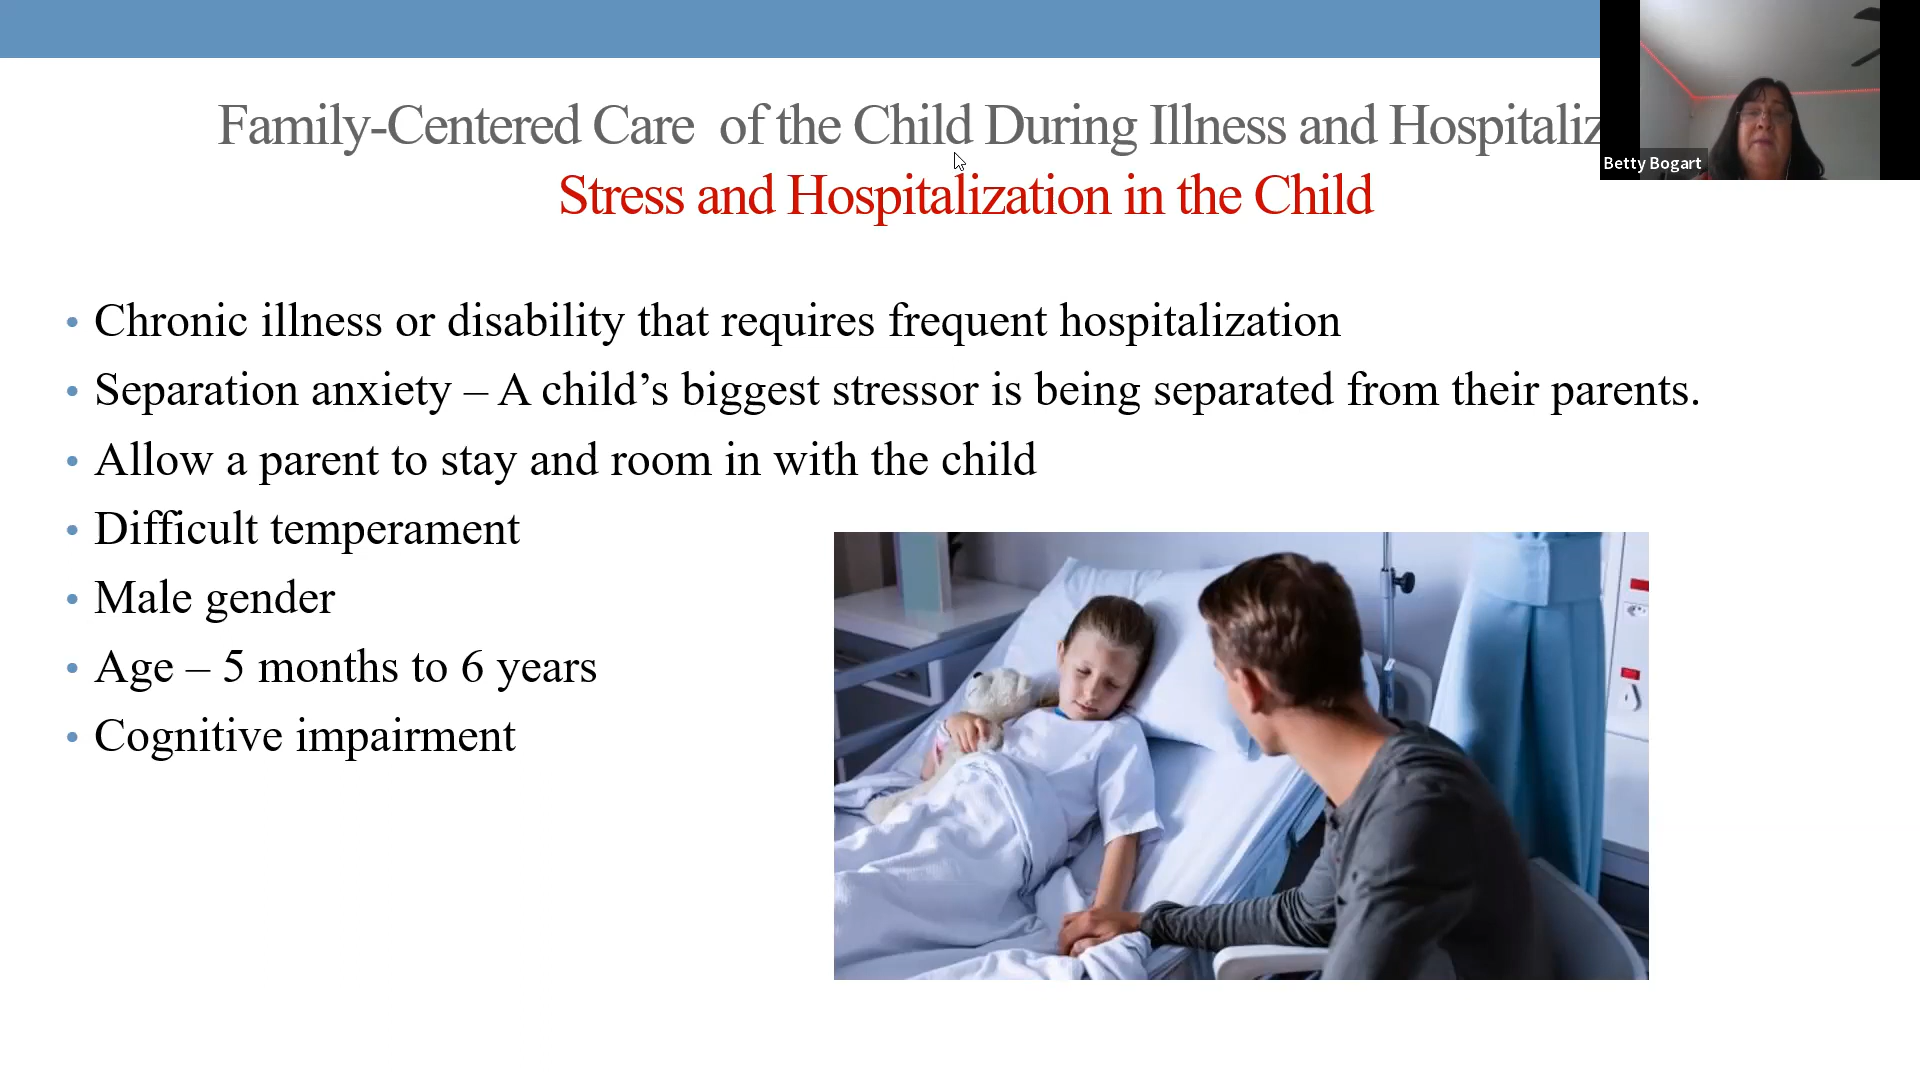 Family-Centered Care of the Child During Illness and Hospitaliz
Stress and Hospitalization in the Child
Betty Bogart
• Chronic illness or disability that requires frequent hospitalization
• Separation anxiety – A child’s biggest stressor is being separated from their parents.
• Allow a parent to stay and room in with the child
• Difficult temperament
• Male gender
• Age – 5 months to 6 years
• Cognitive impairment